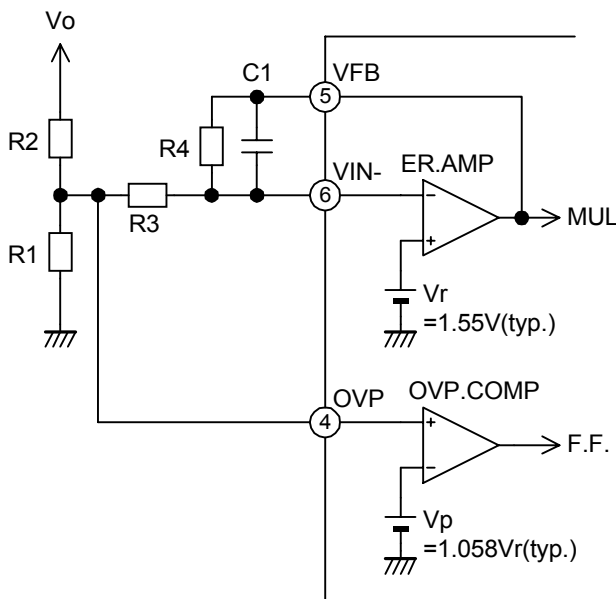 Vo
C1
VFB
5
R2
R4
VIN-
ER.AMP
6
R3
MUL
R1
Vr
=1.55V(typ.)
OVP
OVP.COMP
4
F.F.
Vp
=1.058Vr(typ.)